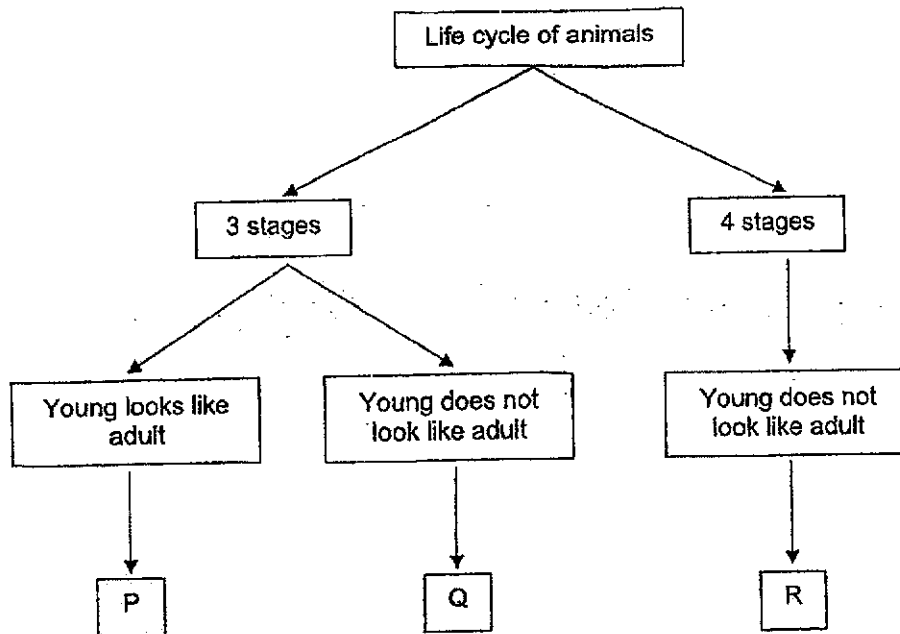 Life cycle of animals
3 stages
4 stages
Young looks like
adult
Young does not
look like adult
Young does not
look like adult
P
Q
R